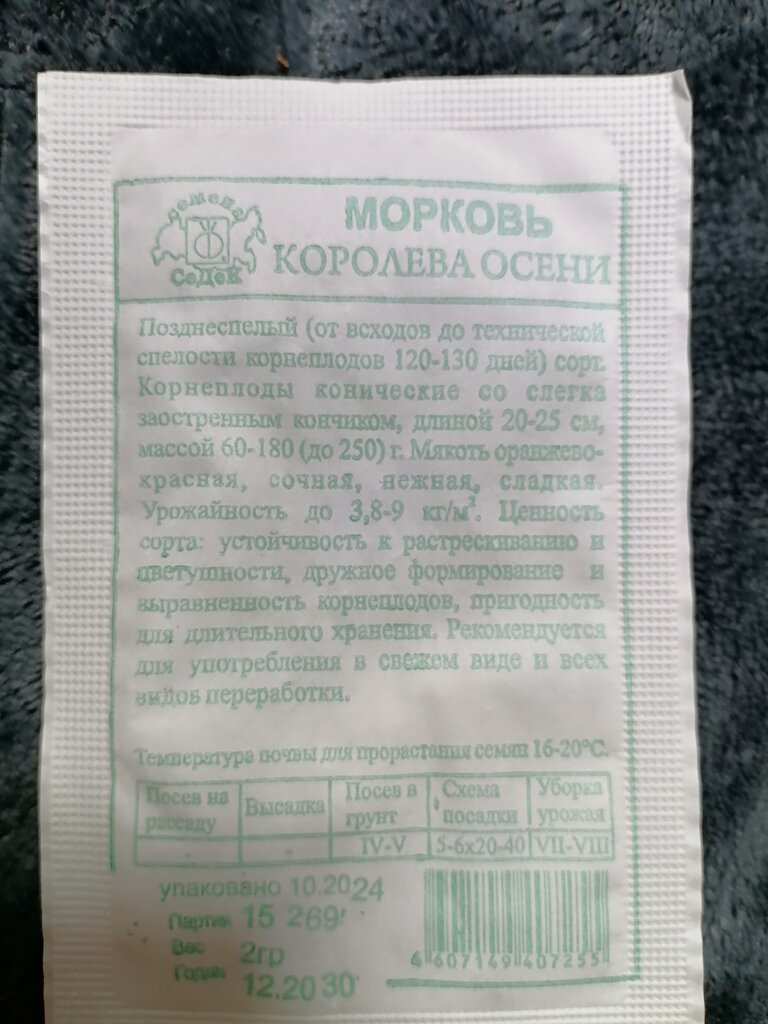 семена
СеДеК
МОРКОВЬ
КОРОЛЕВА ОСЕНИ
Позднеспелый (от всходов до технической
спелости корнеплодов 120-130 дней) сорт.
Корнеплоды конические со слегка
заостренным кончиком, длиной 20-25 см,
массой 60-180 (до 250) г. Мякоть оранжево-
красная, сочная, нежная, сладкая.
Урожайность до 3,8-9 кг/м². Ценность
сорта: устойчивость к растрескиванию и
цветушности, дружное формирование и
выравненность корнеплодов, пригодность
для длительного хранения. Рекомендуется
для употребления в свежем виде и всех
видов переработки.
Температура почвы для прорастания семян 16-20°С.
Посев на рассаду
Высадка
Посев в грунт
Схема посадки
Уборка урожая
- - IV-V 5-6х20-40 VII-VIII
упаковано 10.2024
Партия 15 269
Вес 2гр
Годен 12.2030
4 607149 407255